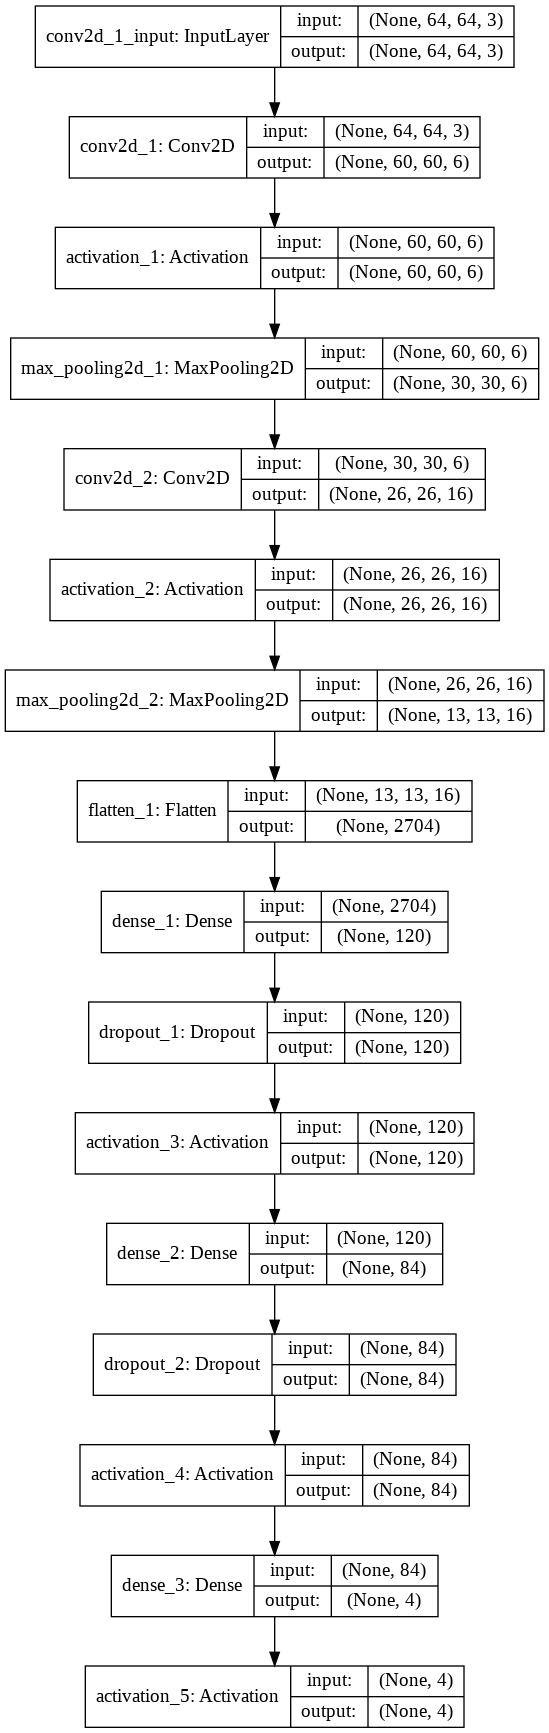 conv2d_1_input: InputLayer
input: (None, 64, 64, 3)
output: (None, 64, 64, 3)
conv2d_1: Conv2D
input: (None, 64, 64, 3)
output: (None, 60, 60, 6)
activation_1: Activation
input: (None, 60, 60, 6)
output: (None, 60, 60, 6)
max_pooling2d_1: MaxPooling2D
input: (None, 60, 60, 6)
output: (None, 30, 30, 6)
conv2d_2: Conv2D
input: (None, 30, 30, 6)
output: (None, 26, 26, 16)
activation_2: Activation
input: (None, 26, 26, 16)
output: (None, 26, 26, 16)
max_pooling2d_2: MaxPooling2D
input: (None, 26, 26, 16)
output: (None, 13, 13, 16)
flatten_1: Flatten
input: (None, 13, 13, 16)
output: (None, 2704)
dense_1: Dense
input: (None, 2704)
output: (None, 120)
dropout_1: Dropout
input: (None, 120)
output: (None, 120)
activation_3: Activation
input: (None, 120)
output: (None, 120)
dense_2: Dense
input: (None, 120)
output: (None, 84)
dropout_2: Dropout
input: (None, 84)
output: (None, 84)
activation_4: Activation
input: (None, 84)
output: (None, 84)
dense_3: Dense
input: (None, 84)
output: (None, 4)
activation_5: Activation
input: (None, 4)
output: (None, 4)